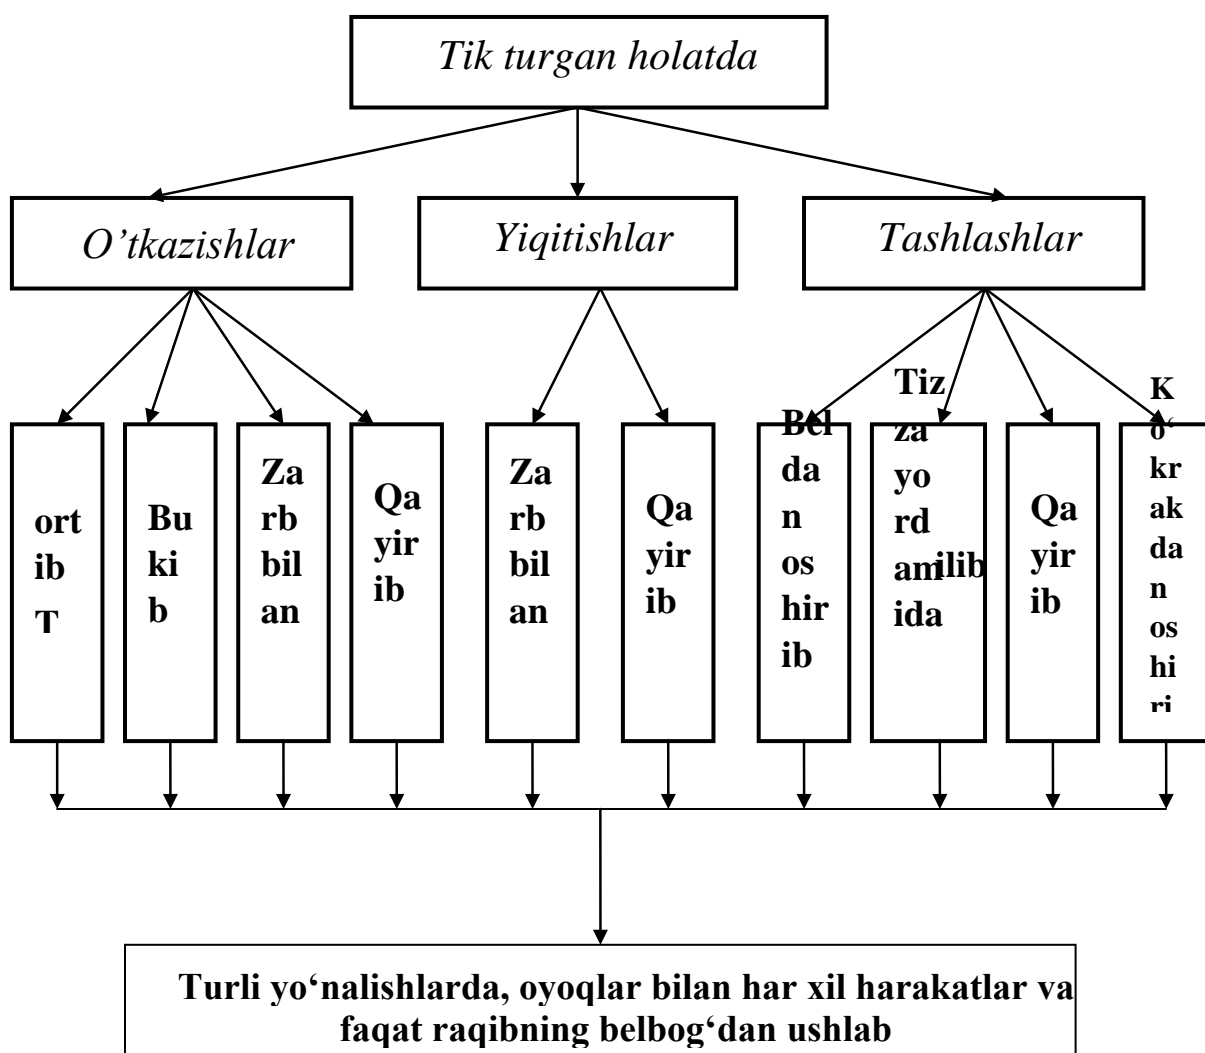 Tik turgan holatda
O’tkazishlar
Yiqitishlar
Tashlashlar
ort
ib
T
Bu
ki
b
Za
rb
bil
an
Qa
yir
ib
Za
rb
bil
an
Qa
yir
ib
Bel
da
n
os
hir
ib
Tiz
za
yo
rd
am
ida
ilib
Qa
yir
ib
K
o‘
kr
ak
da
n
os
hi
ri
Turli yo‘nalishlarda, oyoqlar bilan har xil harakatlar va
faqat raqibning belbog‘dan ushlab